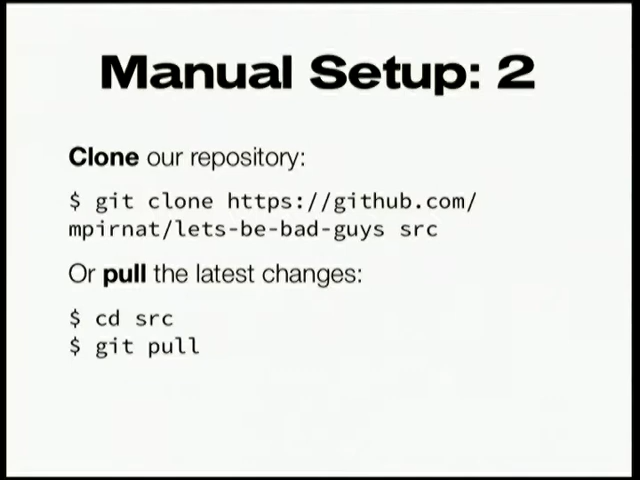 Manual Setup: 2
Clone our repository:
$ git clone https://github.com/
mpirnat/lets-be-bad-guys src
Or pull the latest changes:
$ cd src
$ git pull